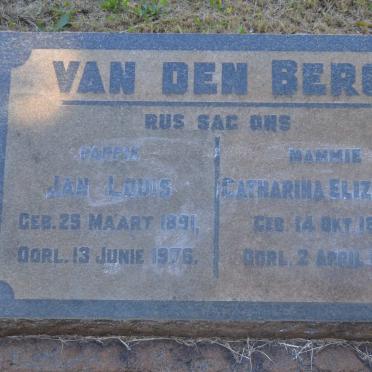 VAN DEN BERG
RUS SAG ONS
PAPPIE
JAN LOUIS
GEB. 25 MAART 1891,
OORL. 13 JUNIE 1976.
MAMMIE
CATHARINA ELIZ
GEB. 14 OKT 18
OORL. 2 APRIL